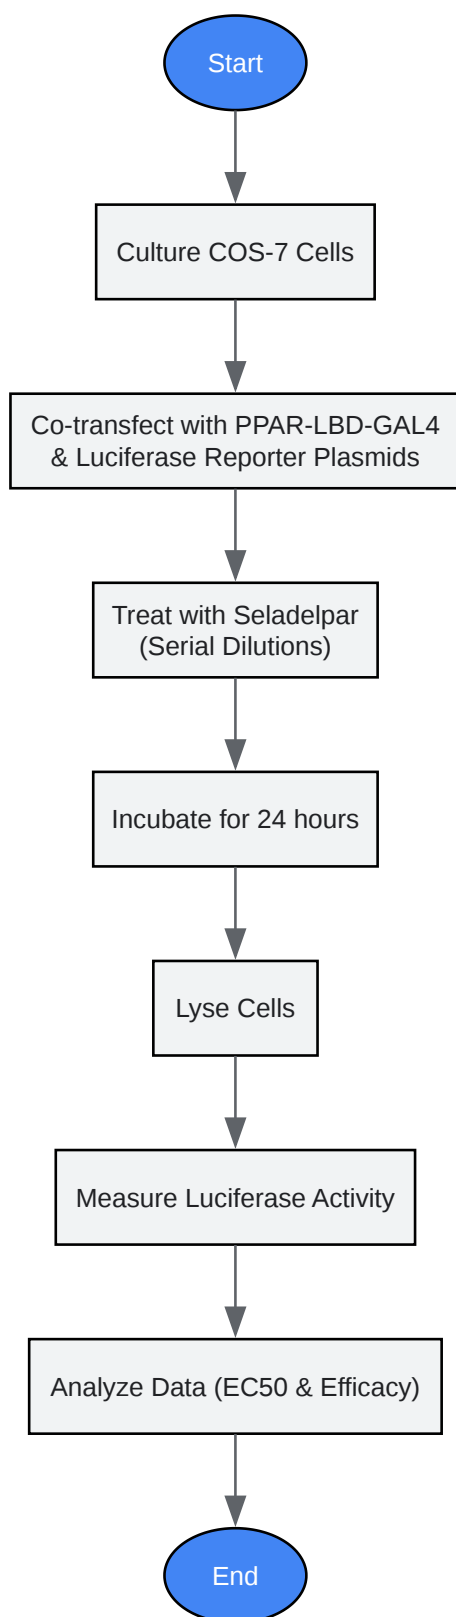 Start
Culture COS-7 Cells
Co-transfect with PPAR-LBD-GAL4
& Luciferase Reporter Plasmids
Treat with Seladelpar
(Serial Dilutions)
Incubate for 24 hours
Lyse Cells
Measure Luciferase Activity
Analyze Data (EC50 & Efficacy)
End